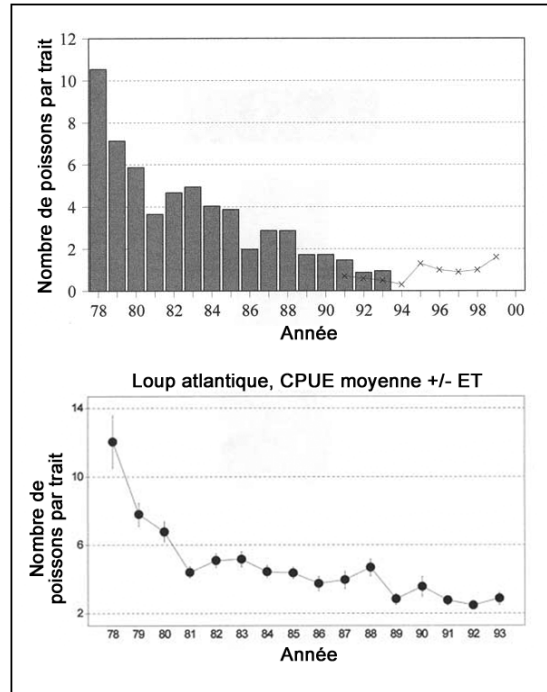 12
10
8
6
4
2
0
Nombre de poissons par trait
78 80 82 84 86 88 90 92 94 96 98 00
Année
Loup atlantique, CPUE moyenne +/- ET
14
10
6
2
Nombre de
poissons par trait
78 79 80 81 82 83 84 85 86 87 88 89 90 91 92 93
Année